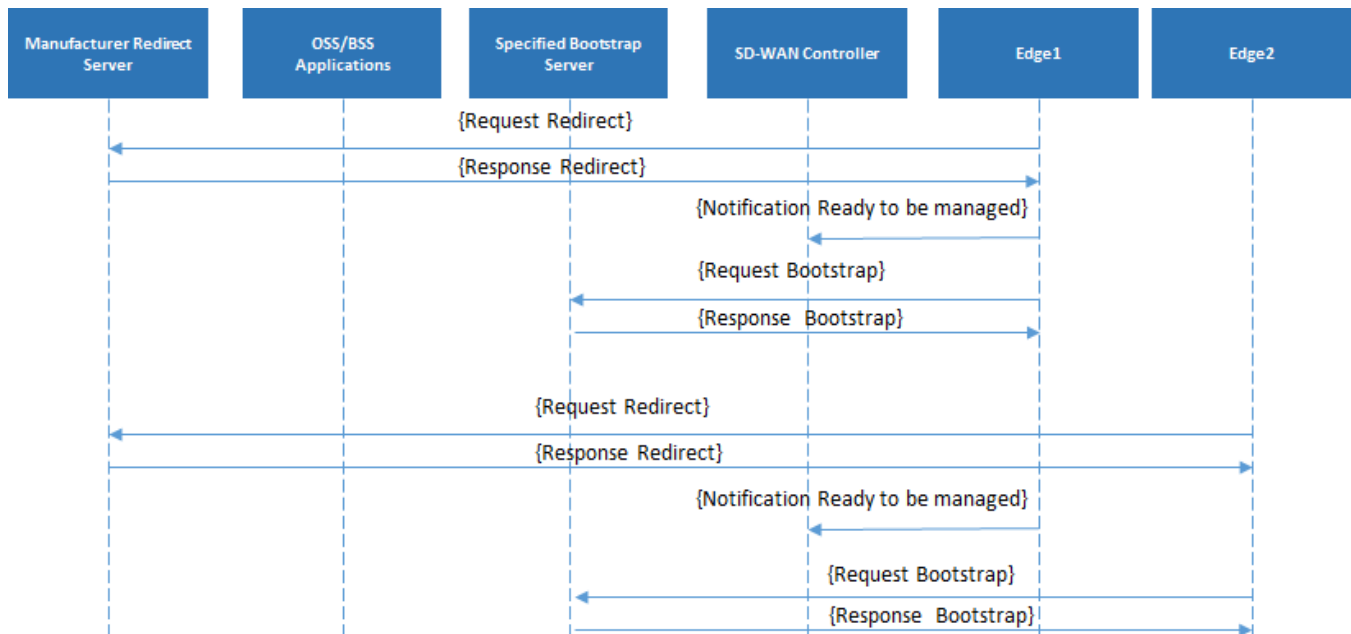 Manufacturer Redirect
Server
OSS/BSS
Applications
Specified Bootstrap
Server
SD-WAN Controller
Edge1
Edge2
{Request Redirect}
{Response Redirect}
{Notification Ready to be managed}
{Request Bootstrap}
{Response Bootstrap}
{Request Redirect}
{Response Redirect}
{Notification Ready to be managed}
{Request Bootstrap}
{Response Bootstrap}